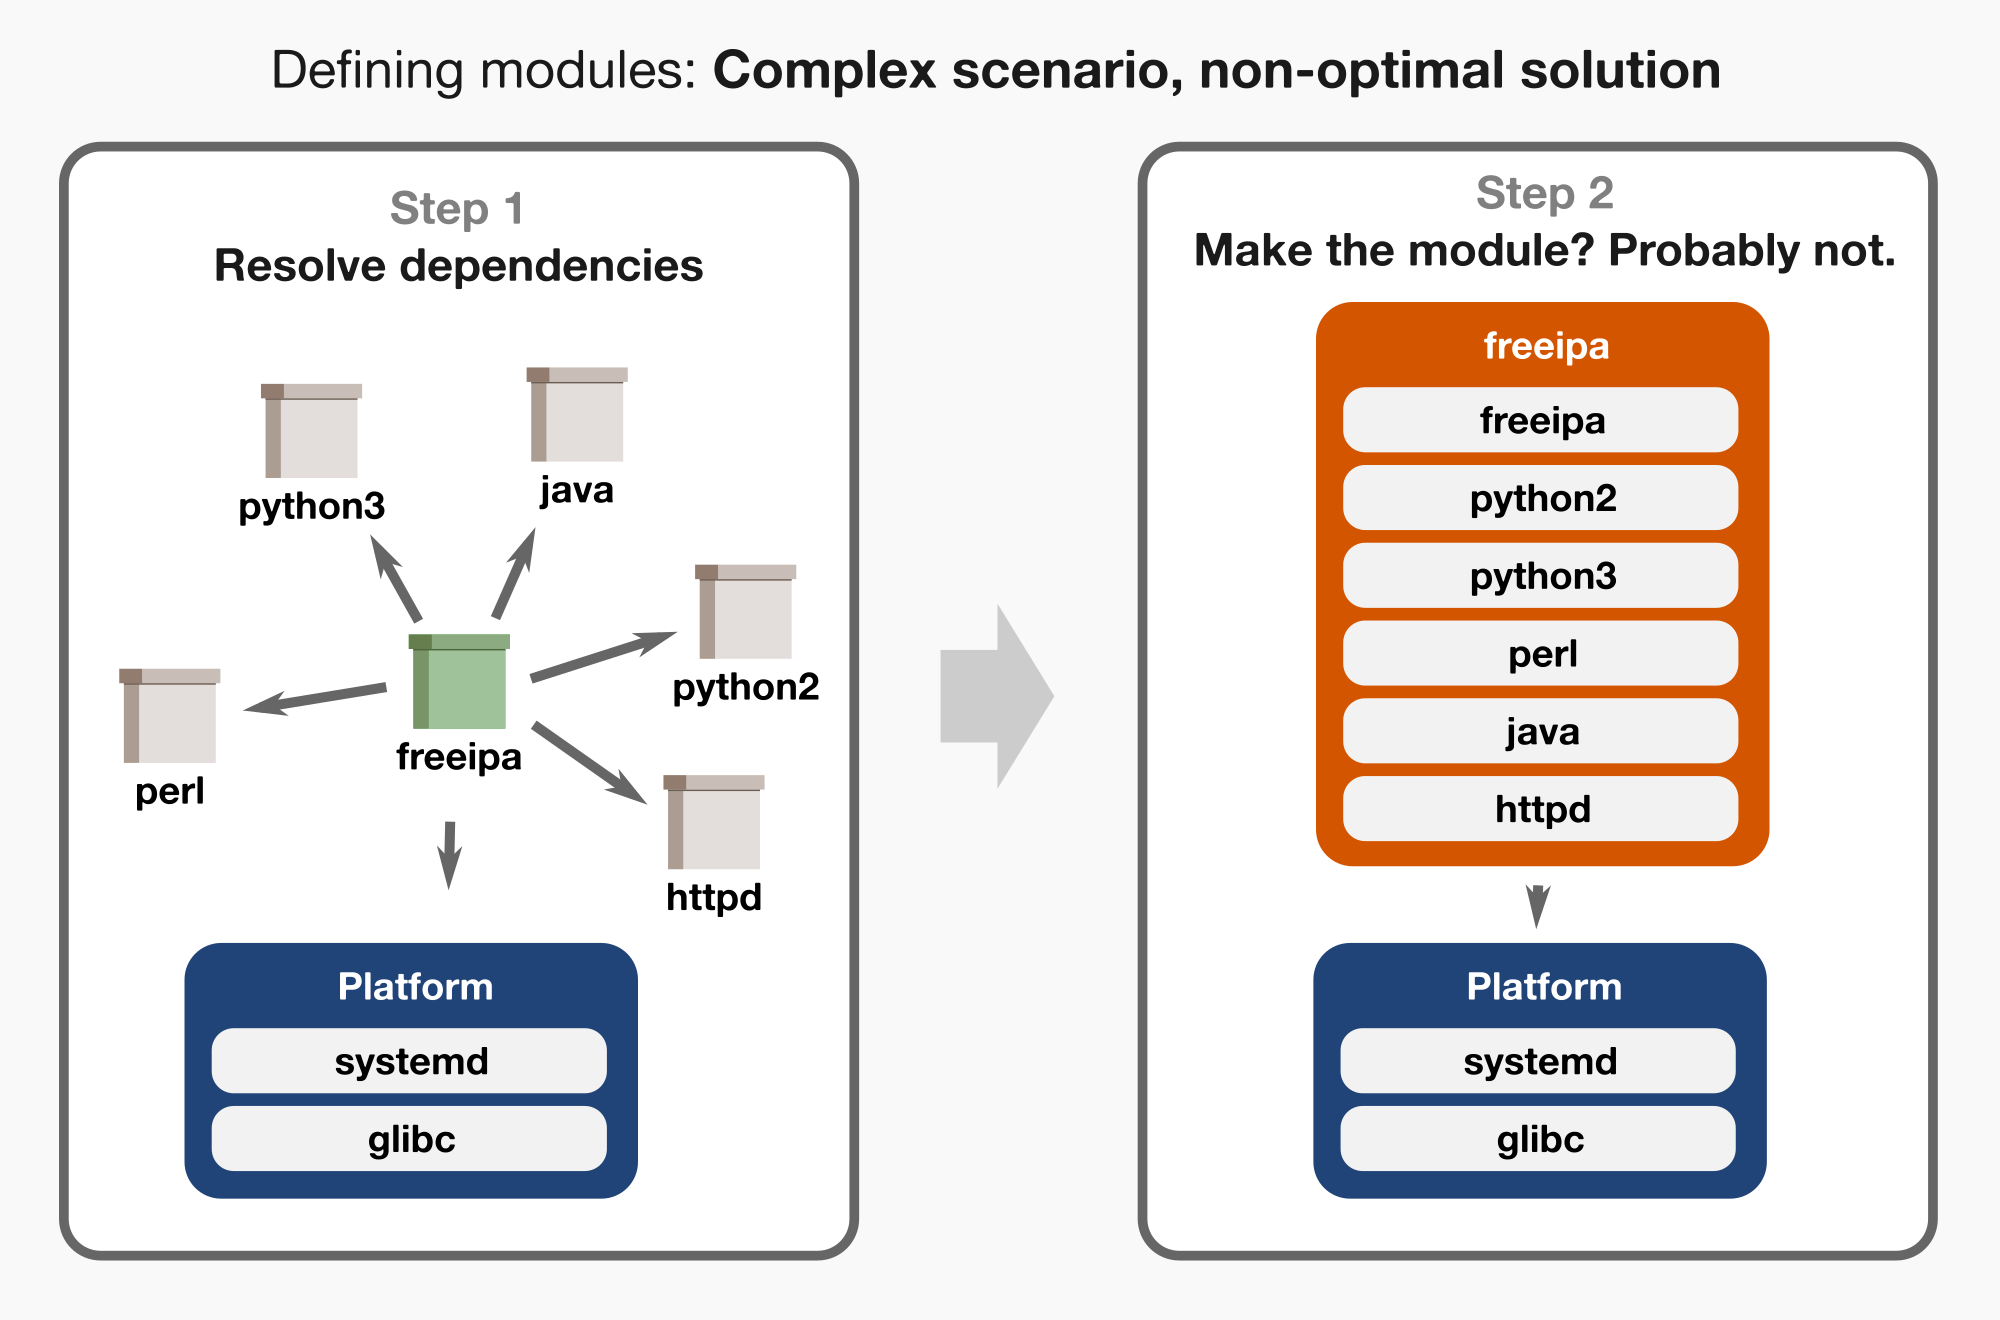 Defining modules: Complex scenario, non-optimal solution
Step 1
Resolve dependencies
python3
java
python2
perl
freeipa
httpd
Platform
systemd
glibc
Step 2
Make the module? Probably not.
freeipa
freeipa
python2
python3
perl
java
httpd
Platform
systemd
glibc